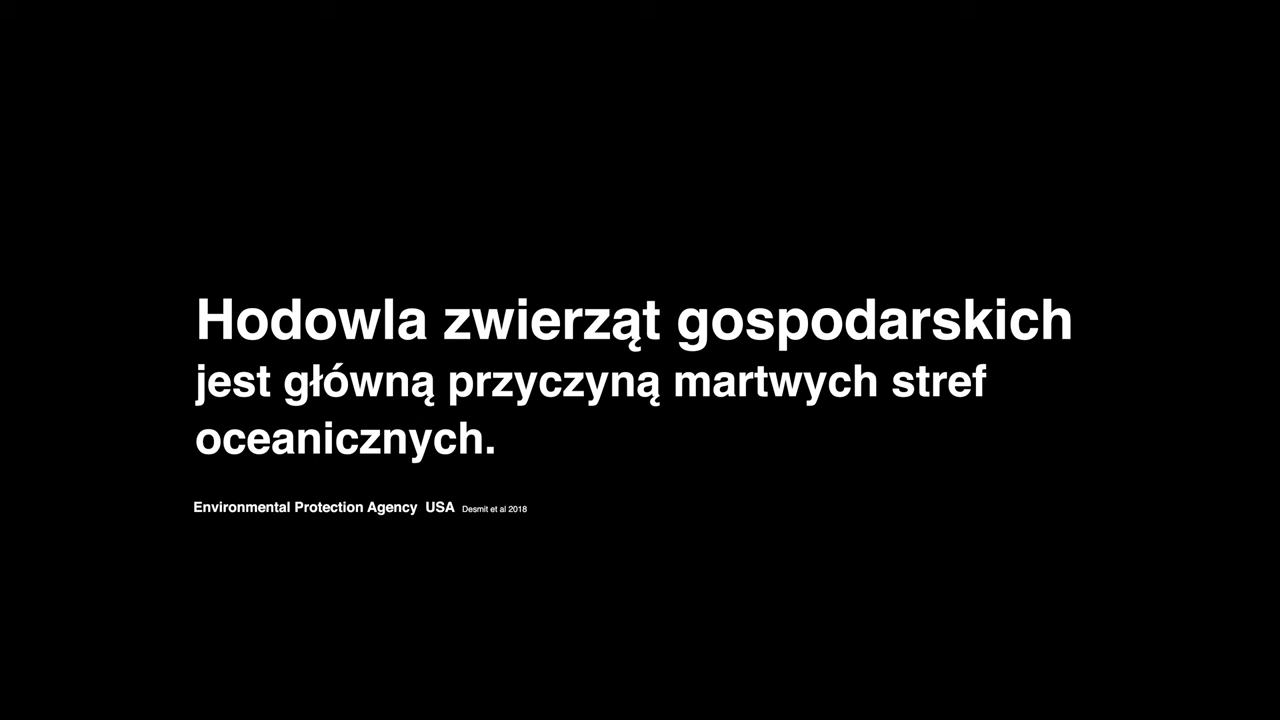 Hodowla zwierząt gospodarskich
jest główną przyczyną martwych stref
oceanicznych.
Environmental Protection Agency USA Desmit et al 2018